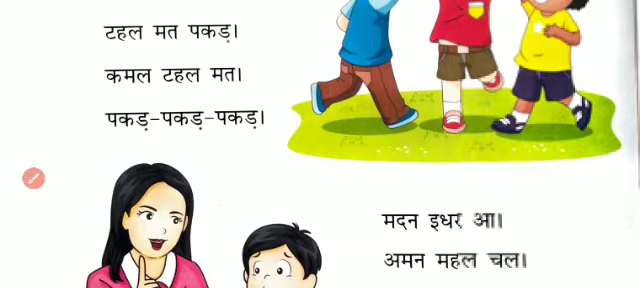 टहल मत पकड़।
कमल टहल मत।
पकड़-पकड़-पकड़।
मदन इधर आ।
अमन महल चल।